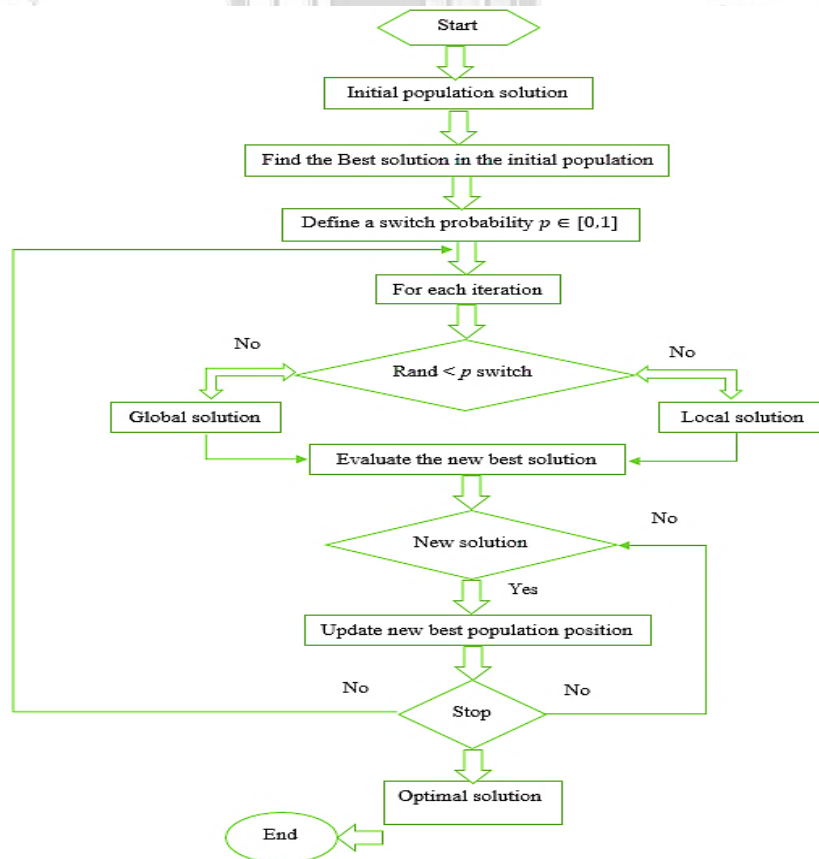 Start
Initial population solution
Find the Best solution in the initial population
Define a switch probability p ∈ [0,1]
For each iteration
No
No
Rand < p switch
Global solution
Local solution
Evaluate the new best solution
No
New solution
Yes
Update new best population position
No
No
Stop
Optimal solution
End